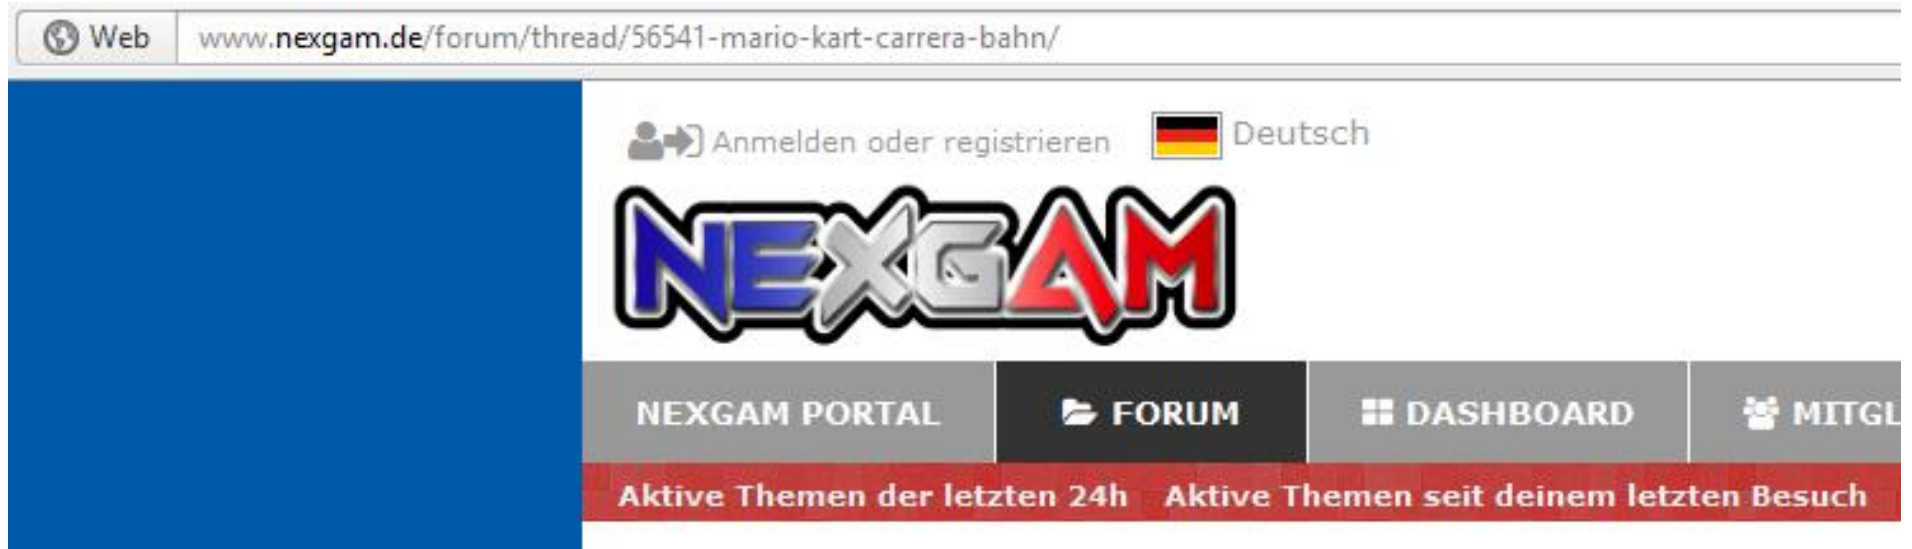 Web www.nexgam.de/forum/thread/56541-mario-kart-carrera-bahn/
Anmelden oder registrieren Deutsch
NEXGAM
NEXGAM PORTAL FORUM DASHBOARD MITGL
Aktive Themen der letzten 24h Aktive Themen seit deinem letzten Besuch